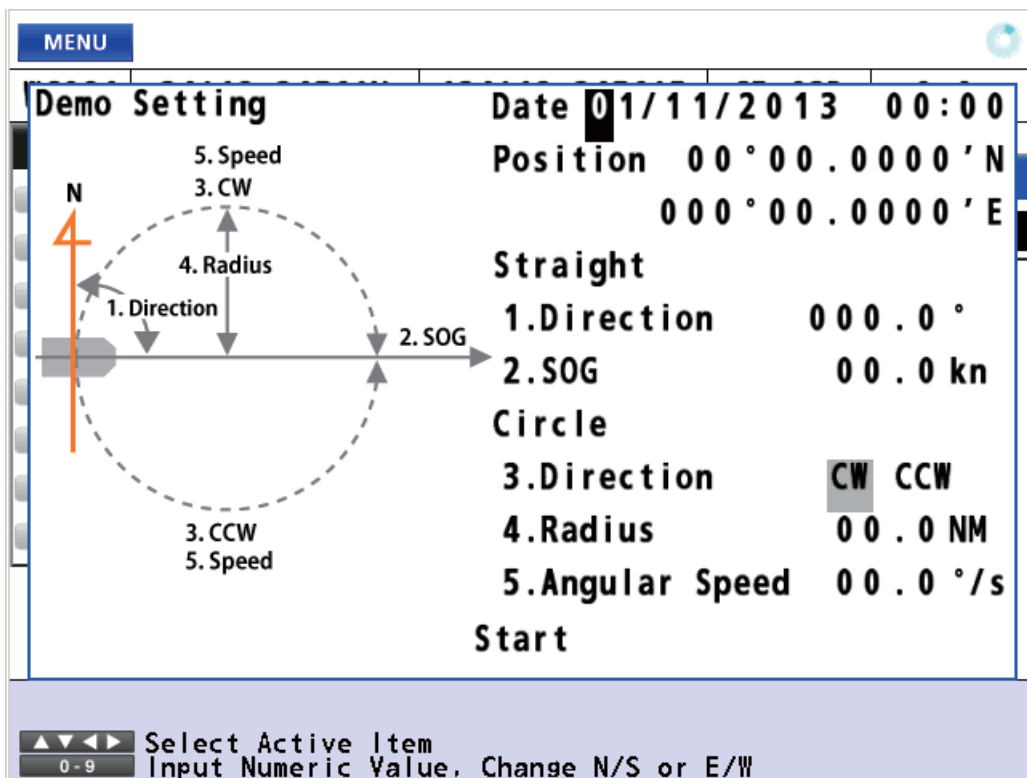 MENU
Demo Setting
Date 01/11/2013 00:00
Position 00°00.0000'N
000°00.0000'E
Straight
1.Direction 000.0°
2.SOG 00.0 kn
Circle
3.Direction CW CCW
4.Radius 00.0 NM
5.Angular Speed 00.0 °/s
Start
5. Speed
3. CW
N
4. Radius
1. Direction
2. SOG
3. CCW
5. Speed
Select Active Item
0-9 Input Numeric Value, Change N/S or E/W